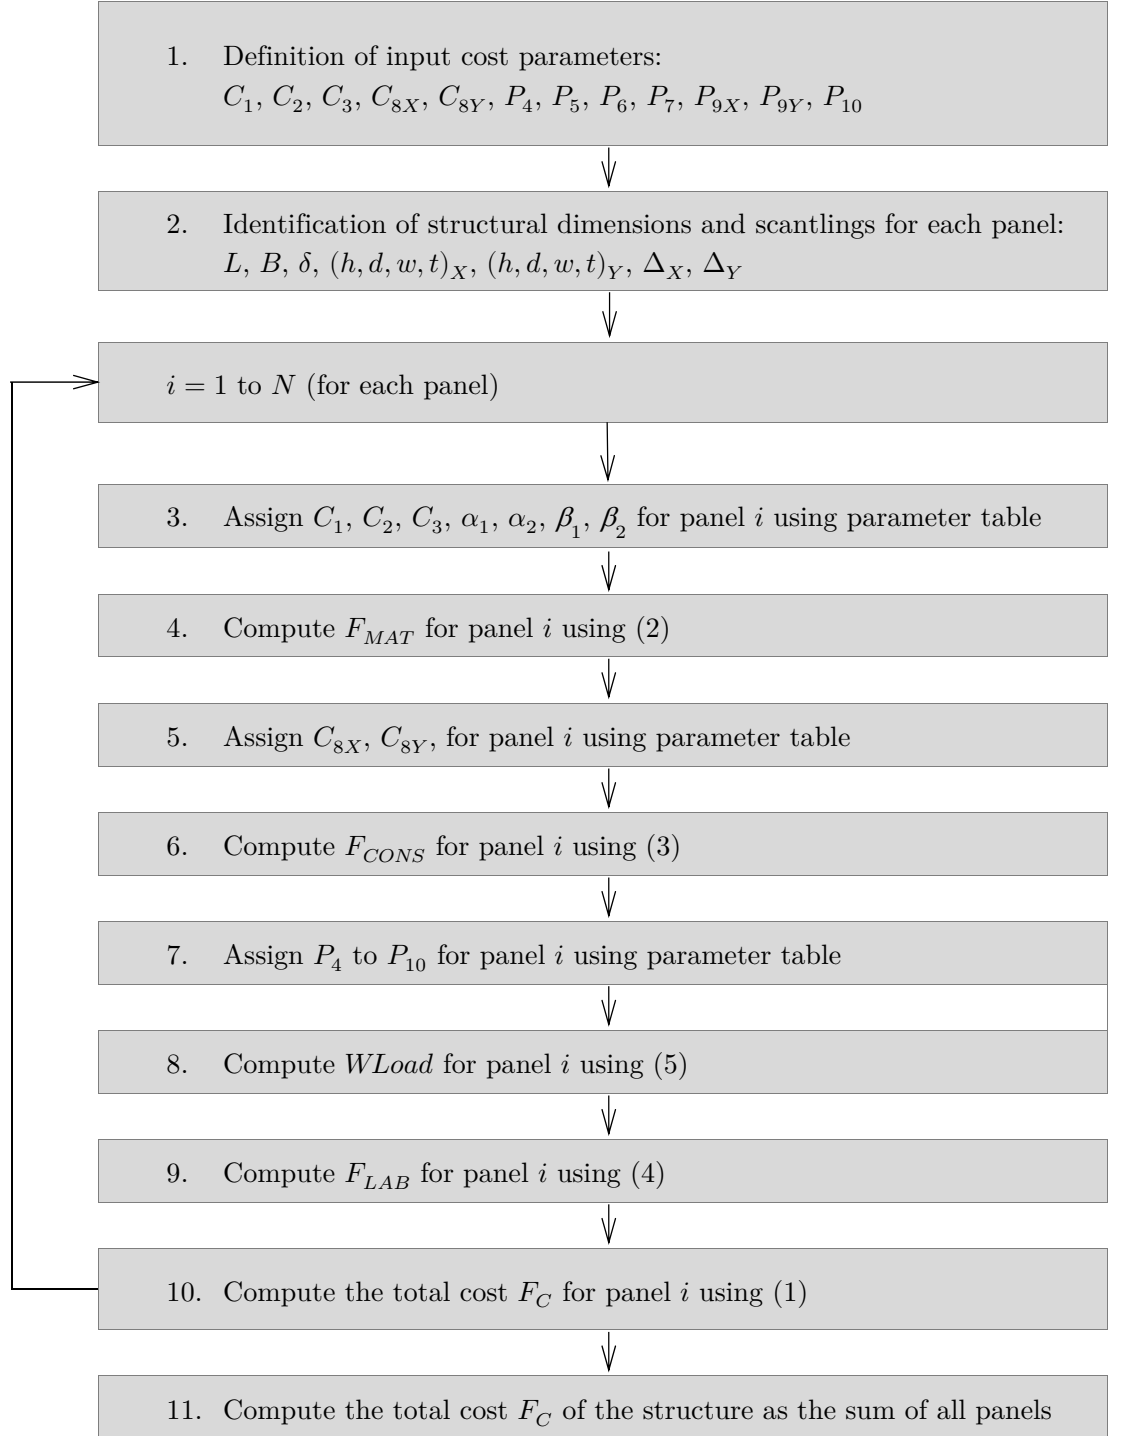 1. Definition of input cost parameters:
C₁, C₂, C₃, C₈X, C₈Y, P₄, P₅, P₆, P₇, P₉X, P₉Y, P₁₀
2. Identification of structural dimensions and scantlings for each panel:
L, B, δ, (h, d, w, t)X, (h, d, w, t)Y, ΔX, ΔY
i = 1 to N (for each panel)
3. Assign C₁, C₂, C₃, α₁, α₂, β₁, β₂ for panel i using parameter table
4. Compute F_MAT for panel i using (2)
5. Assign C₈X, C₈Y, for panel i using parameter table
6. Compute F_CONS for panel i using (3)
7. Assign P₄ to P₁₀ for panel i using parameter table
8. Compute WLoad for panel i using (5)
9. Compute F_LAB for panel i using (4)
10. Compute the total cost F_C for panel i using (1)
11. Compute the total cost F_C of the structure as the sum of all panels